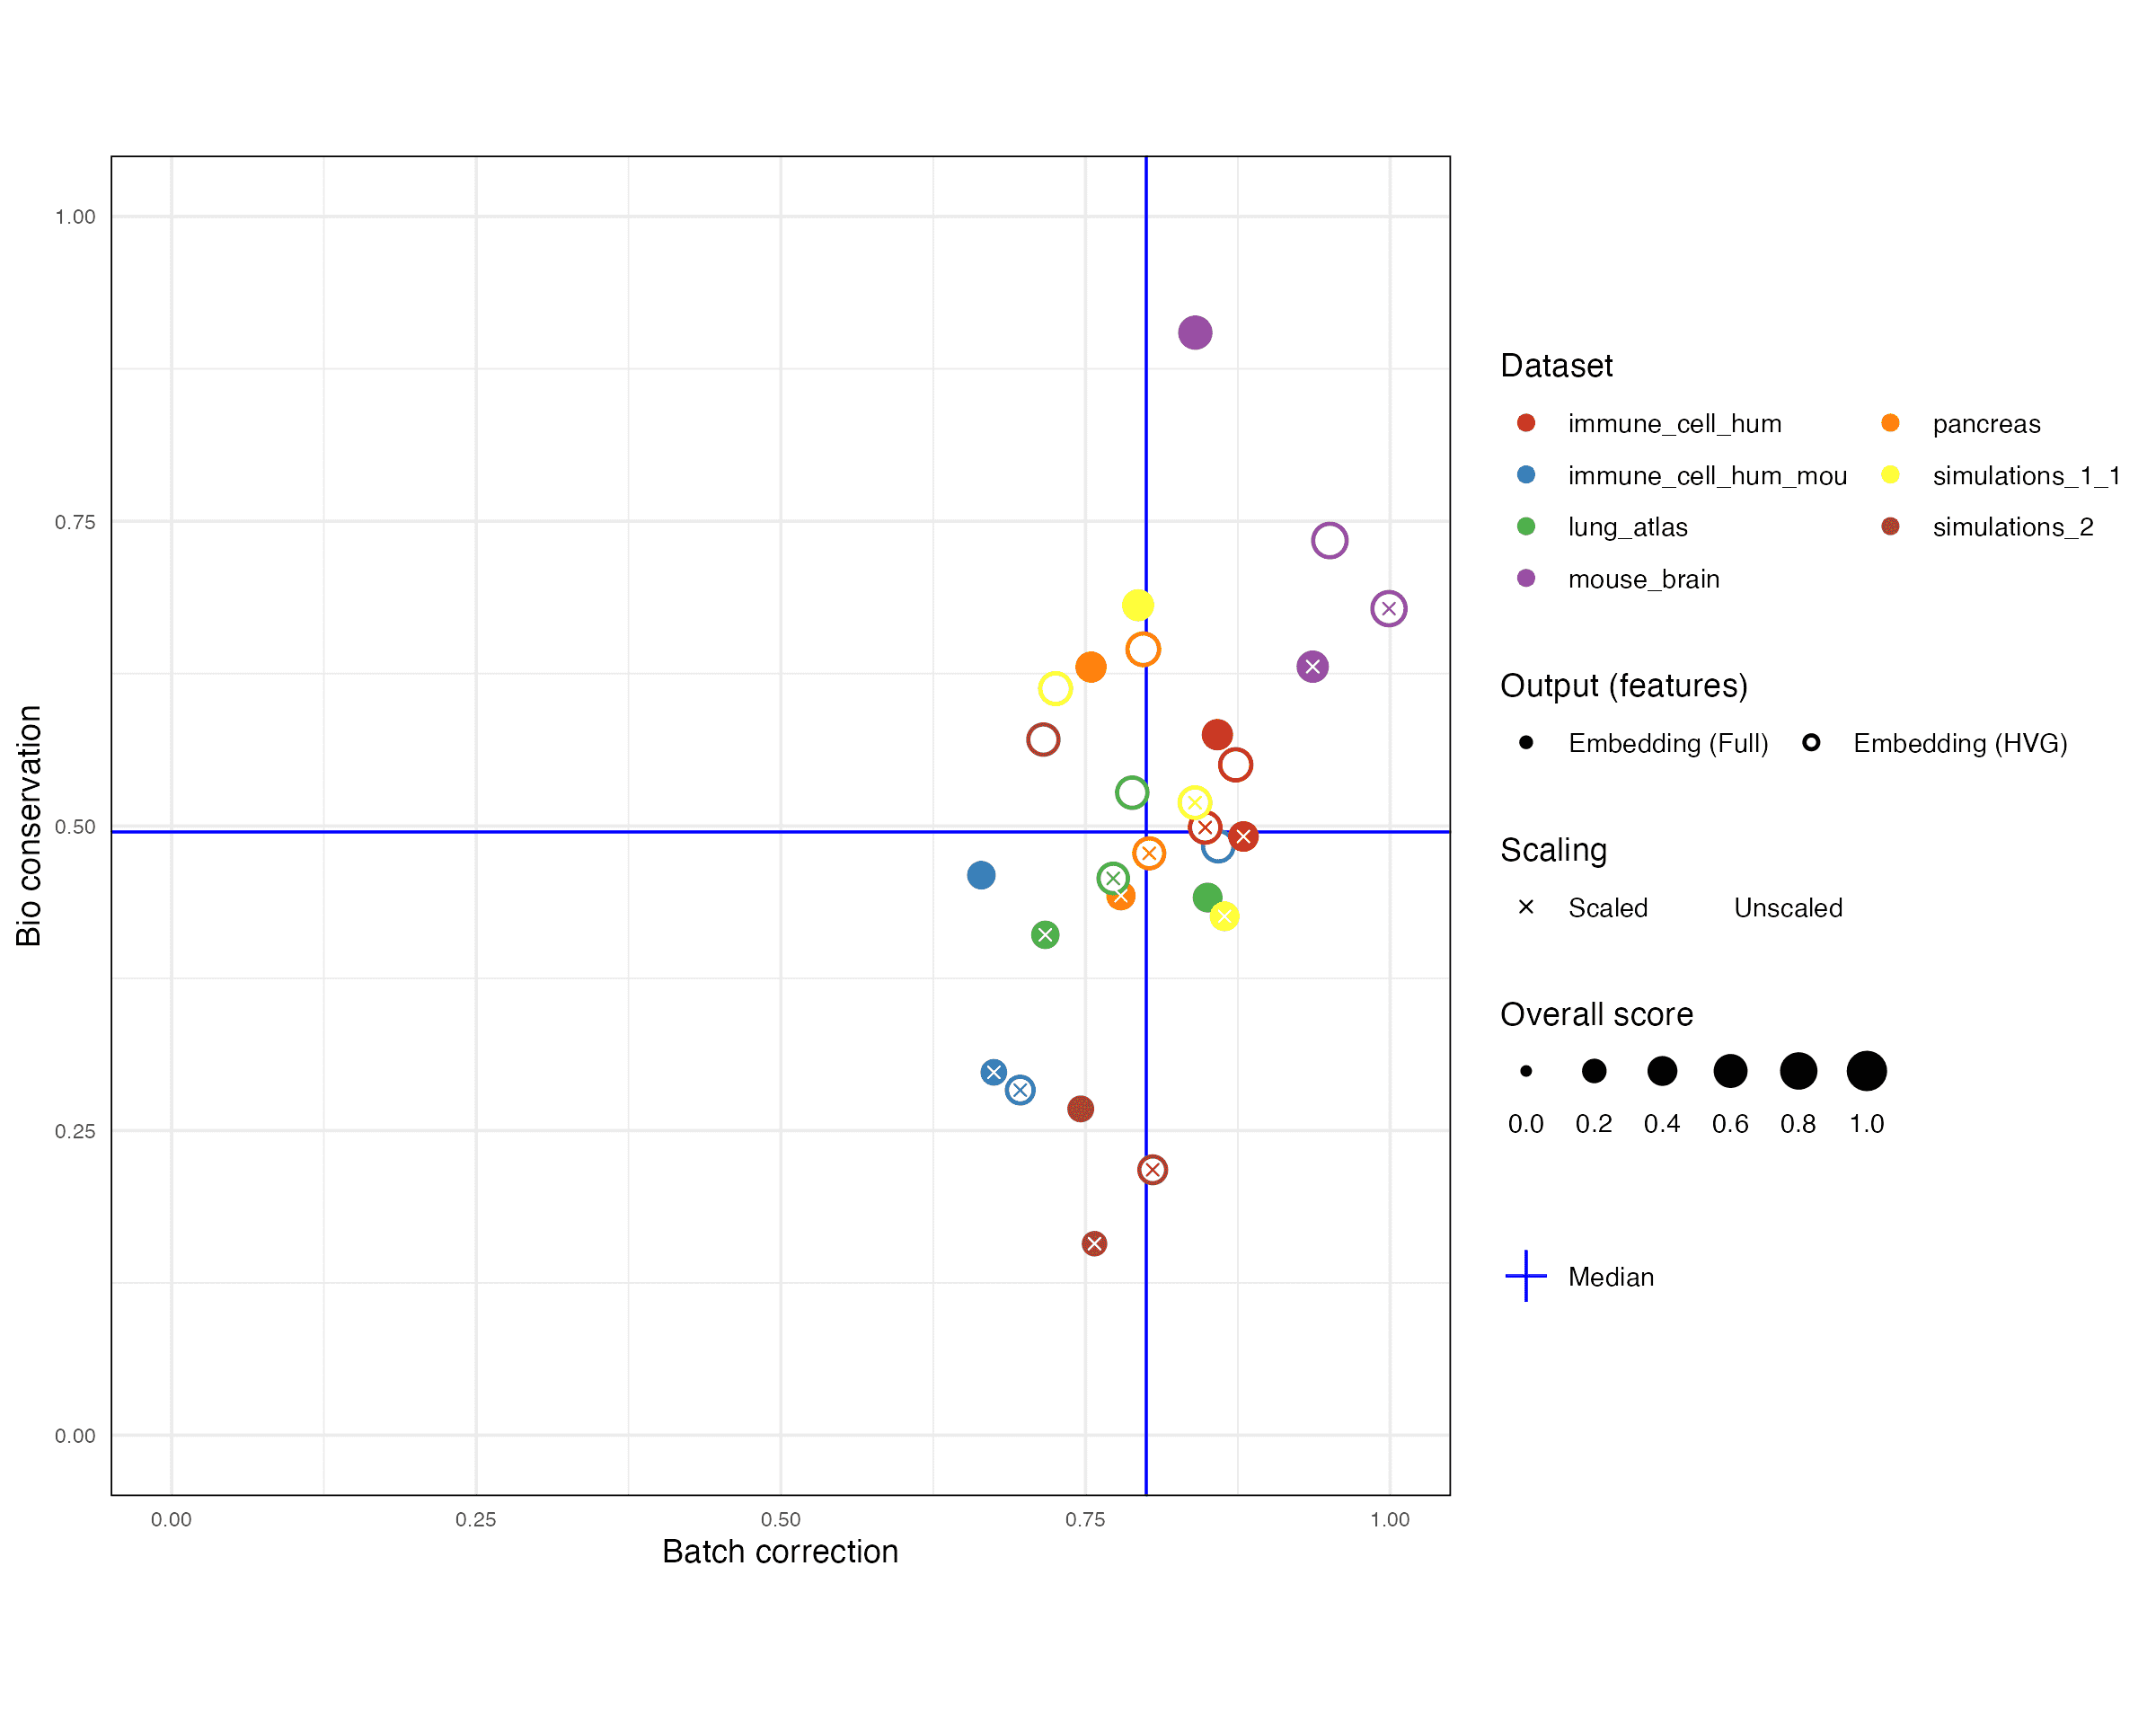 1.00
0.75
0.50
0.25
0.00
Bio conservation
0.00 0.25 0.50 0.75 1.00
Batch correction
Dataset
immune_cell_hum pancreas
immune_cell_hum_mou simulations_1_1
lung_atlas simulations_2
mouse_brain
Output (features)
Embedding (Full) Embedding (HVG)
Scaling
Scaled Unscaled
Overall score
0.0 0.2 0.4 0.6 0.8 1.0
Median